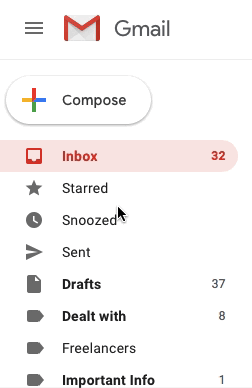 Gmail
Compose
Inbox 32
Starred
Snoozed
Sent
Drafts 37
Dealt with 8
Freelancers
Important Info 1